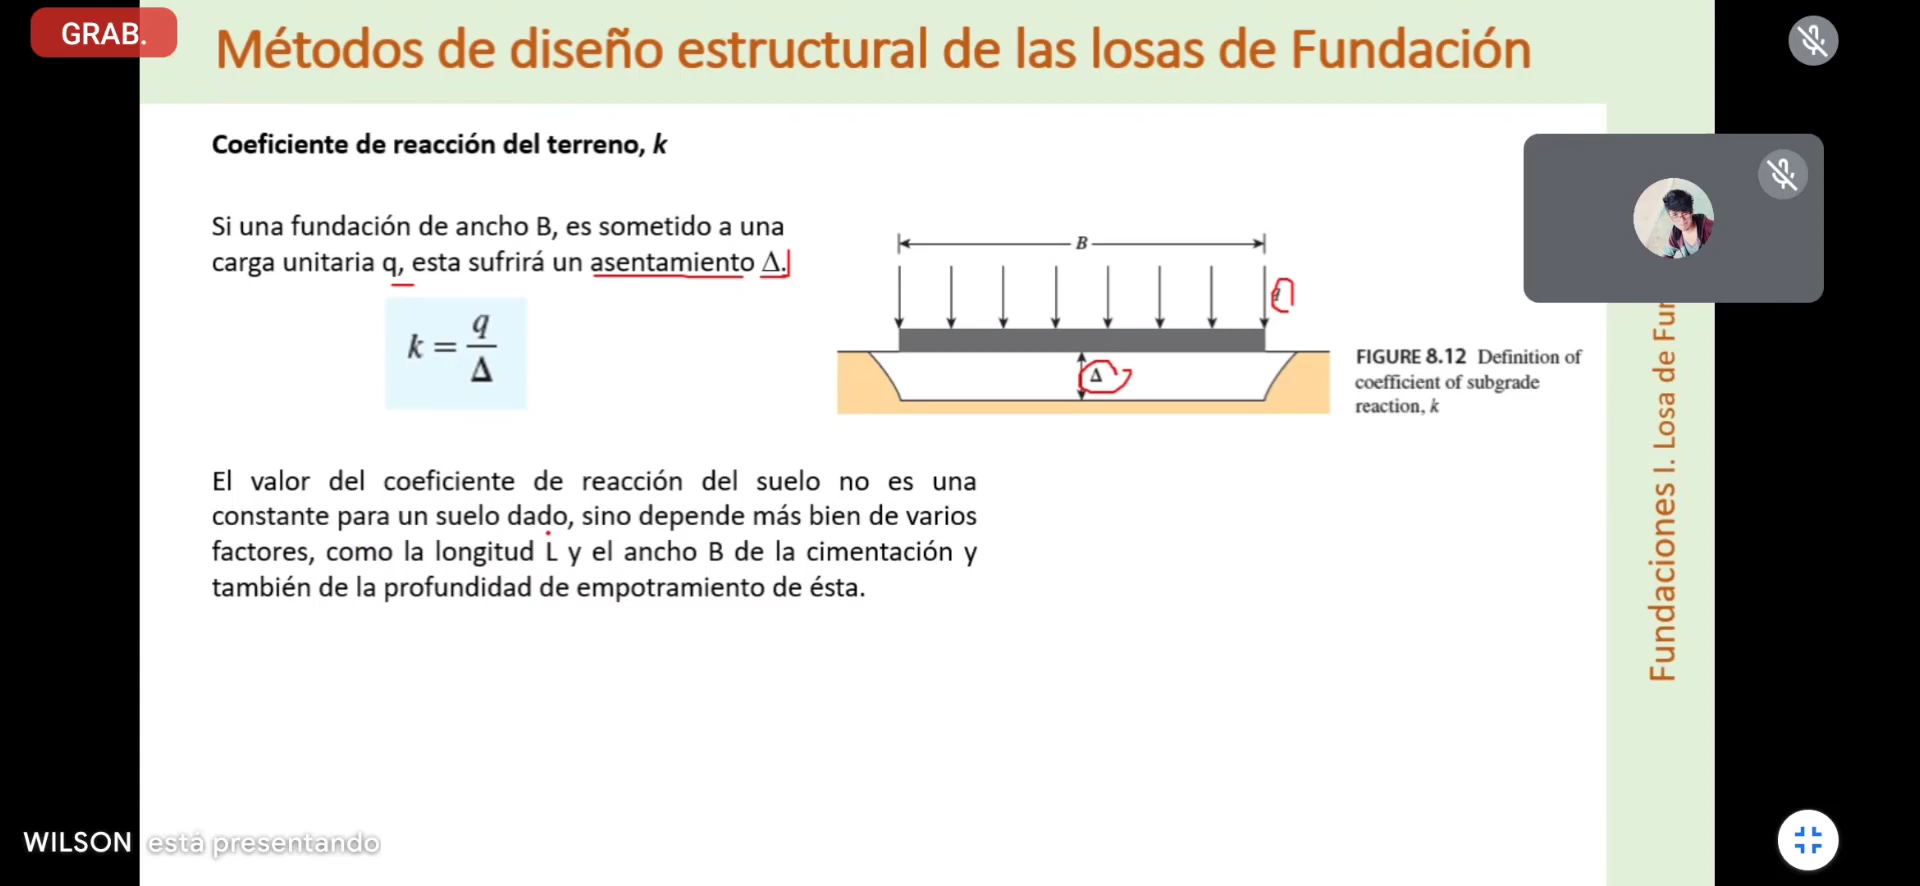 GRAB.
Métodos de diseño estructural de las losas de Fundación
Coeficiente de reacción del terreno, k
Si una fundación de ancho B, es sometido a una
carga unitaria q, esta sufrirá un asentamiento Δ.
k = q/Δ
B
q
Δ
FIGURE 8.12 Definition of
coefficient of subgrade
reaction, k
El valor del coeficiente de reacción del suelo no es una
constante para un suelo dado, sino depende más bien de varios
factores, como la longitud L y el ancho B de la cimentación y
también de la profundidad de empotramiento de ésta.
Fundaciones I. Losa de Fun
WILSON está presentando